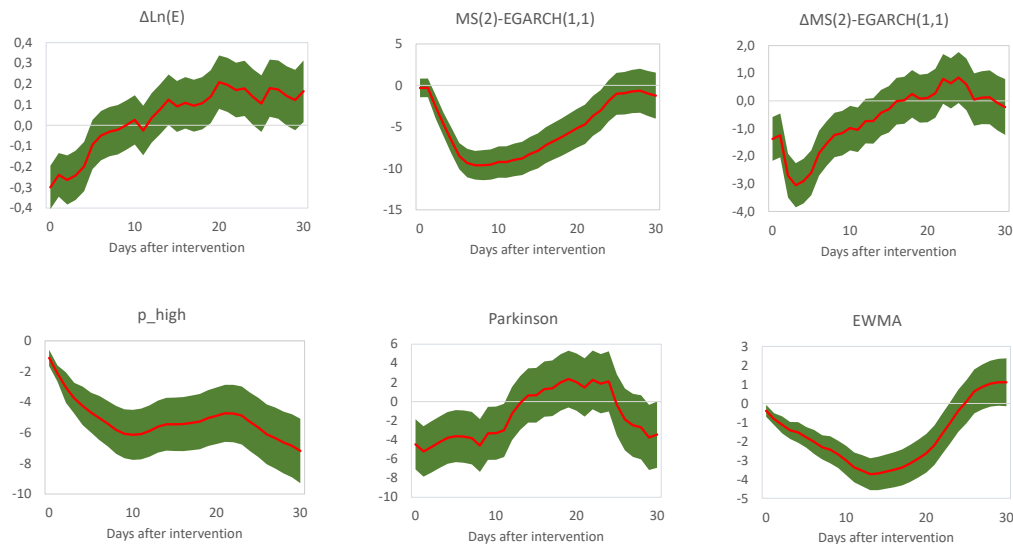 ΔLn(E)
0,4
0,3
0,2
0,1
0,0
-0,1
-0,2
-0,3
-0,4
0 10 20 30
Days after intervention
MS(2)-EGARCH(1,1)
5
0
-5
-10
-15
0 10 20 30
Days after intervention
ΔMS(2)-EGARCH(1,1)
2,0
1,0
0,0
-1,0
-2,0
-3,0
-4,0
0 10 20 30
Days after intervention
p_high
0
-2
-4
-6
-8
-10
0 10 20 30
Days after intervention
Parkinson
6
4
2
0
-2
-4
-6
-8
-10
0 10 20 30
Days after intervention
EWMA
3
2
1
0
-1
-2
-3
-4
-5
0 10 20 30
Days after intervention